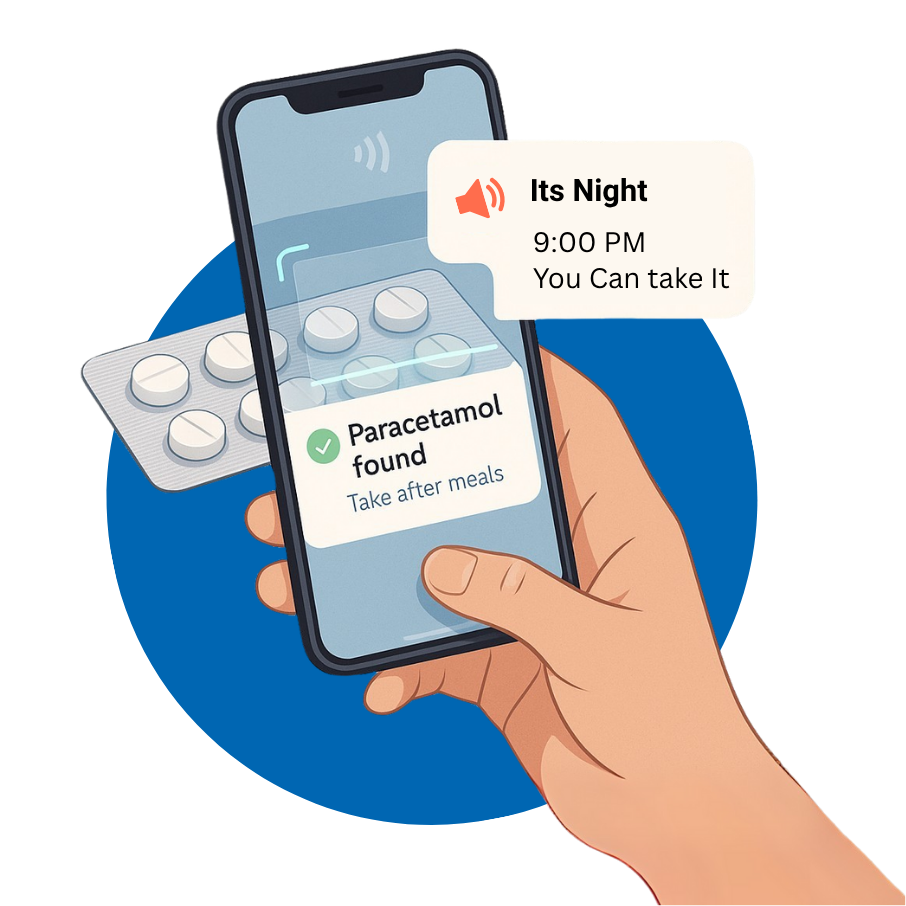 Its Night
9:00 PM
You Can take It
Paracetamol
found
Take after meals